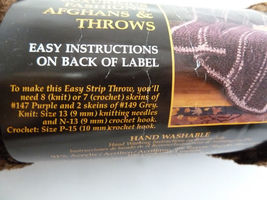 AFGHANS &
THROWS
EASY INSTRUCTIONS
ON BACK OF LABEL
To make this Easy Strip Throw, you'll
need 8 (knit) or 7 (crochet) skeins of
#147 Purple and 2 skeins of #149 Grey.
Knit: Size 13 (9 mm) knitting needles
and N-13 (9 mm) crochet hook.
Crochet: Size P-15 (10 mm) crochet hook.
HAND WASHABLE